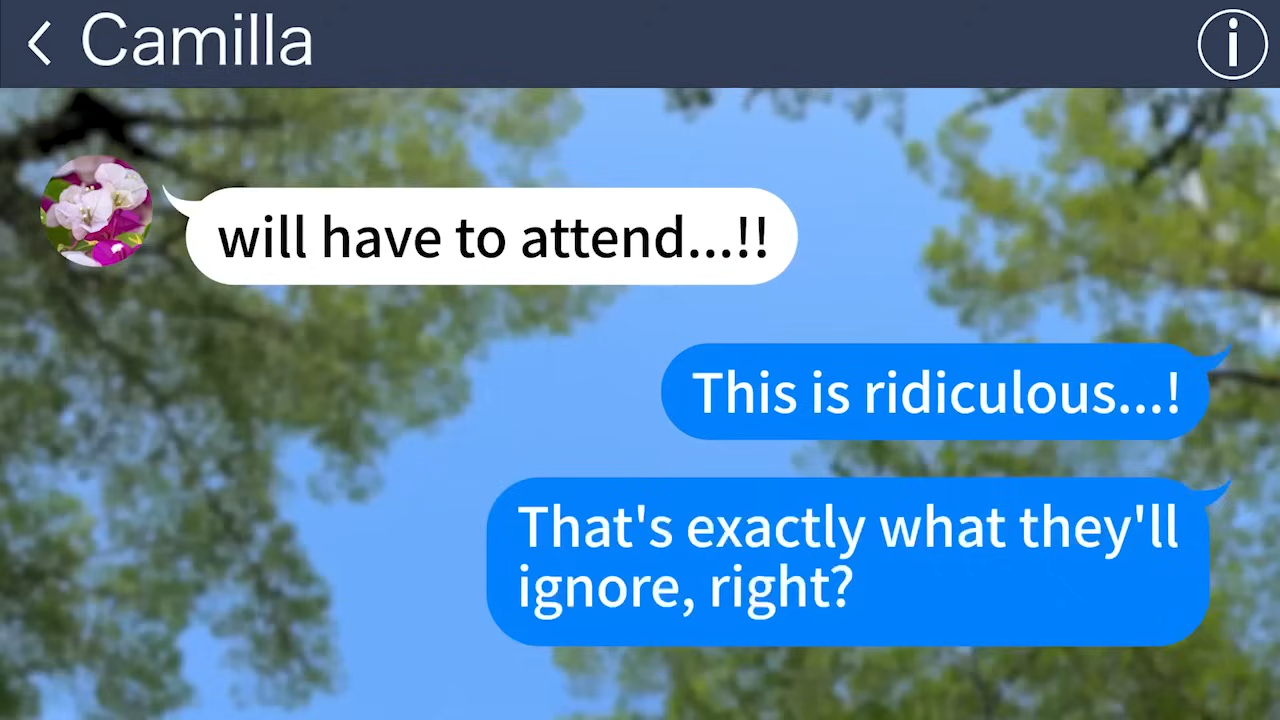 Camilla
will have to attend...!!
This is ridiculous...!
That's exactly what they'll
ignore, right?